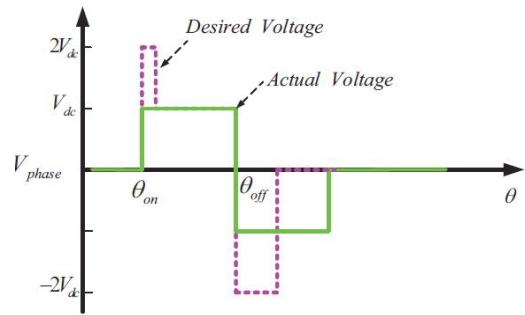 Desired Voltage
2V_dc
Actual Voltage
V_dc
V_phase
θ_on
θ_off
θ
−2V_dc